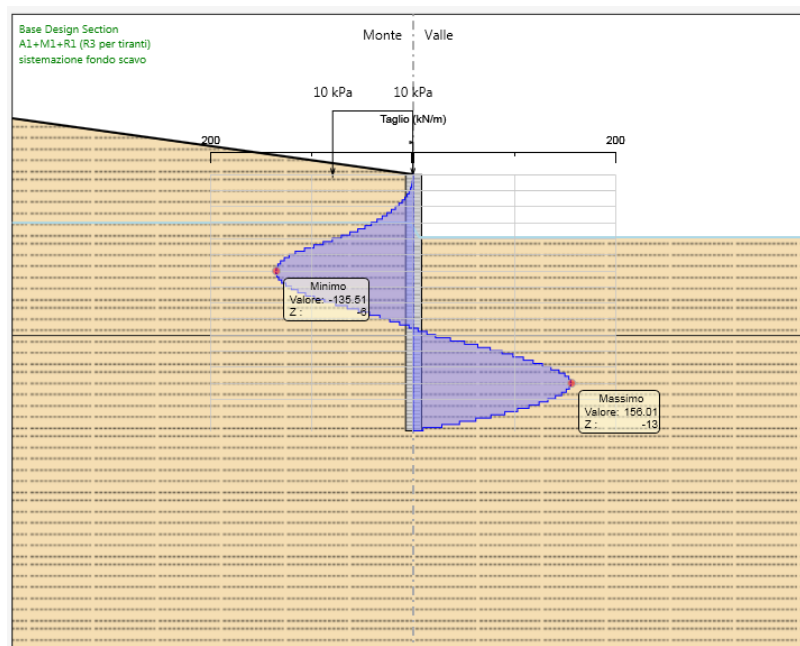 Base Design Section
A1+M1+R1 (R3 per tiranti)
sistemazione fondo scavo
Monte
Valle
10 kPa
10 kPa
Taglio (kN/m)
200
200
Minimo
Valore: -135.51
Z : -6
Massimo
Valore: 156.01
Z : -13